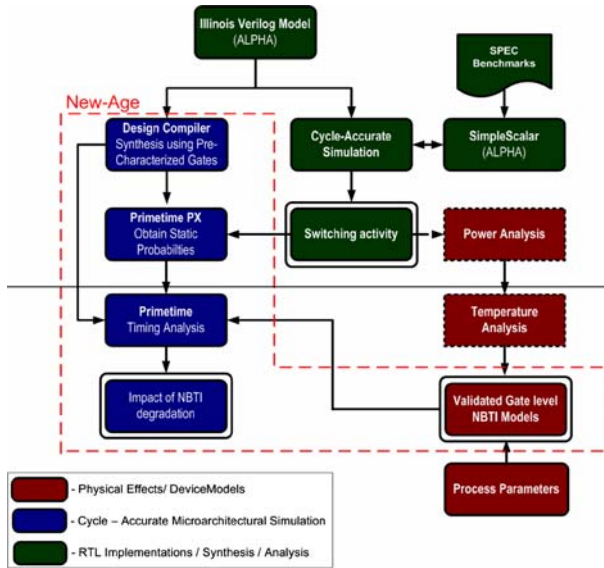 Illinois Verilog Model
(ALPHA)
SPEC
Benchmarks
New-Age
Design Compiler
Synthesis using Pre-
Characterized Gates
Cycle-Accurate
Simulation
SimpleScalar
(ALPHA)
Primetime PX
Obtain Static
Probabilties
Switching activity
Power Analysis
Primetime
Timing Analysis
Temperature
Analysis
Impact of NBTI
degradation
Validated Gate level
NBTI Models
Process Parameters
- Physical Effects/ DeviceModels
- Cycle – Accurate Microarchitectural Simulation
- RTL Implementations / Synthesis / Analysis